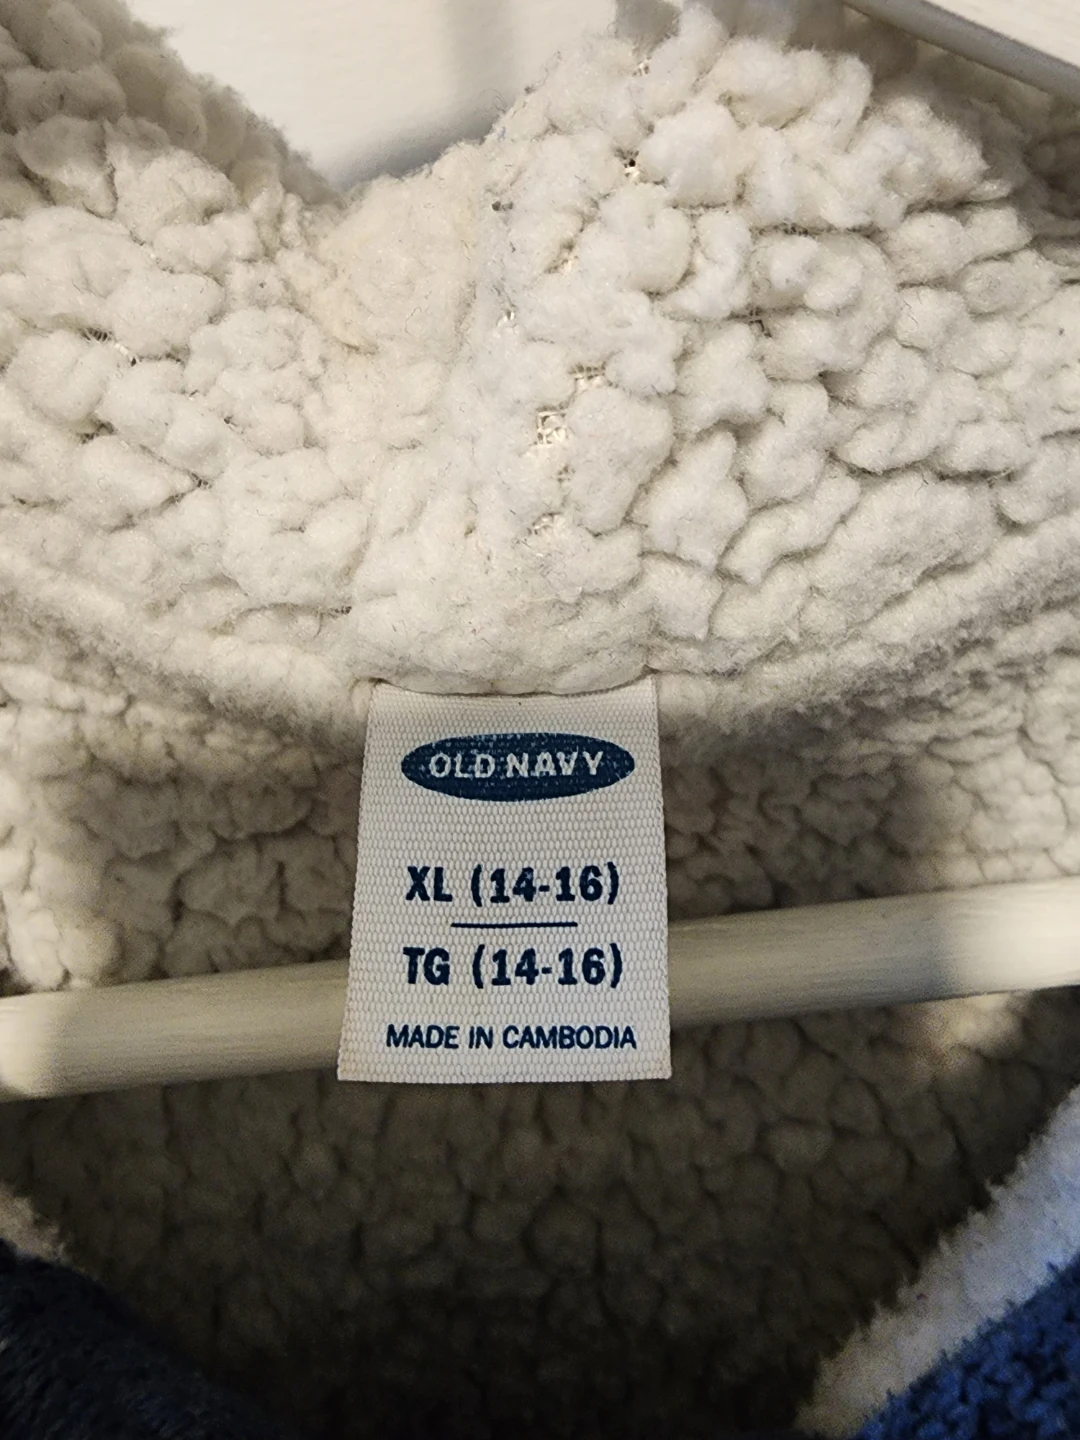 OLD NAVY
XL (14-16)
TG (14-16)
MADE IN CAMBODIA